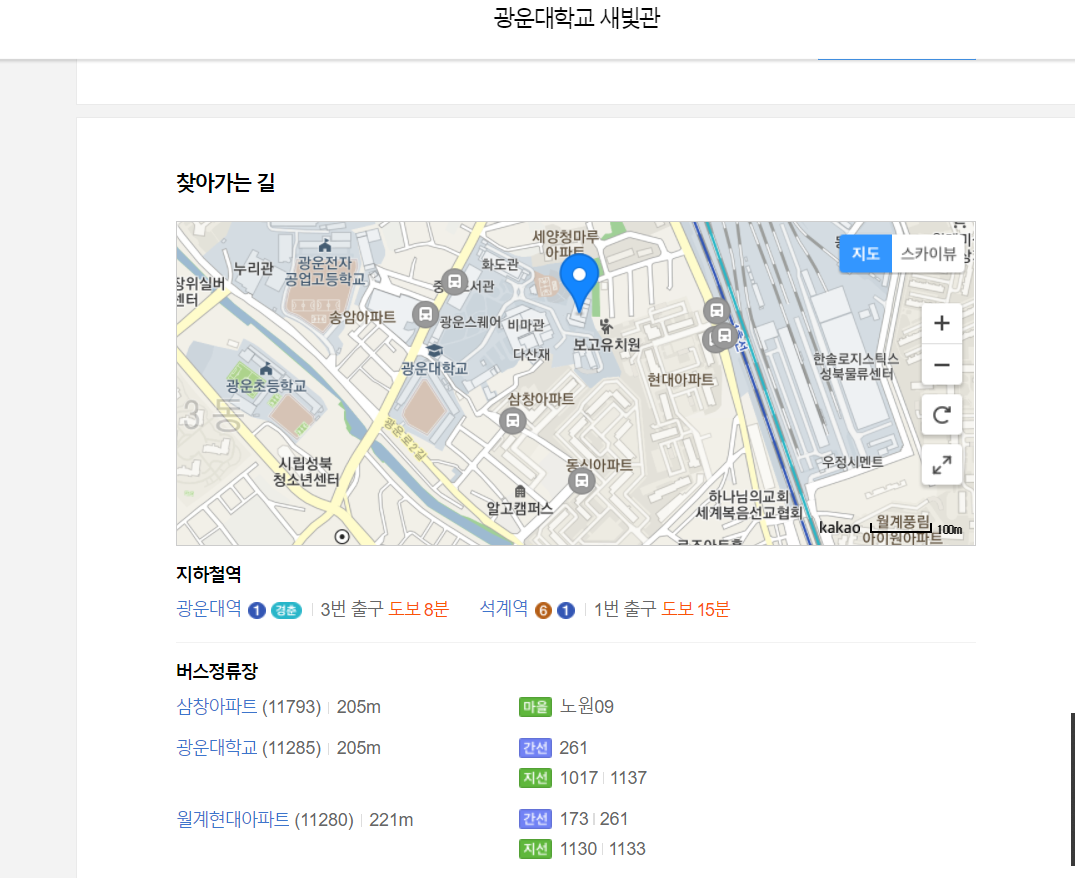 광운대학교 새빛관
찾아가는 길
세양청마루
아파트
지도
스카이뷰
누리관
광운전자
공업고등학교
화도관
장위실버
센터
송암아파트
광운스퀘어
비마관
보고유치원
다산재
광운대학교
한솔로지스틱스
성북물류센터
현대아파트
광운초등학교
삼창아파트
3동
광운로2길
시립성북
청소년센터
동신아파트
우정시멘트
알고캠퍼스
하나님의교회
세계복음선교협회
kakao
100m
월계풍림
아이원아파트
지하철역
광운대역 1 경춘 3번 출구 도보 8분 석계역 6 1 1번 출구 도보 15분
버스정류장
삼창아파트 (11793) 205m 마을 노원09
광운대학교 (11285) 205m 간선 261
지선 1017 1137
월계현대아파트 (11280) 221m 간선 173 261
지선 1130 1133